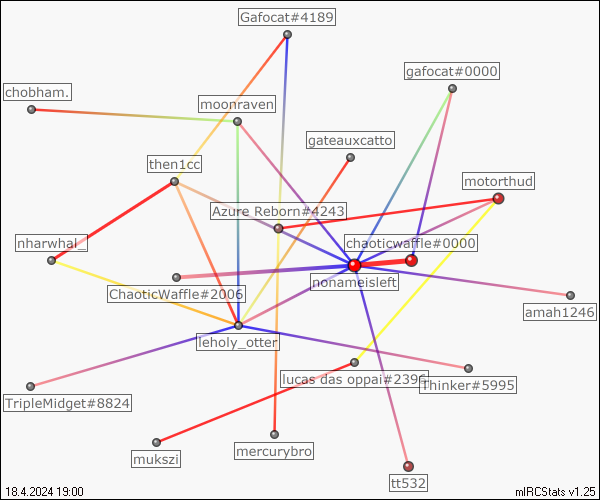 Gafocat#4189
gafocat#0000
chobham.
moonraven
gateauxcatto
then1cc
motorthud
Azure Reborn#4243
nharwhal_)
chaoticwaffle#0000
nonameisleft
ChaoticWaffle#2006
amah1246
leholy_otter
lucas das oppai#2396
Thinker#5995
TripleMidget#8824
mukszi
mercurybro
tt532
18.4.2024 19:00
mIRCStats v1.25